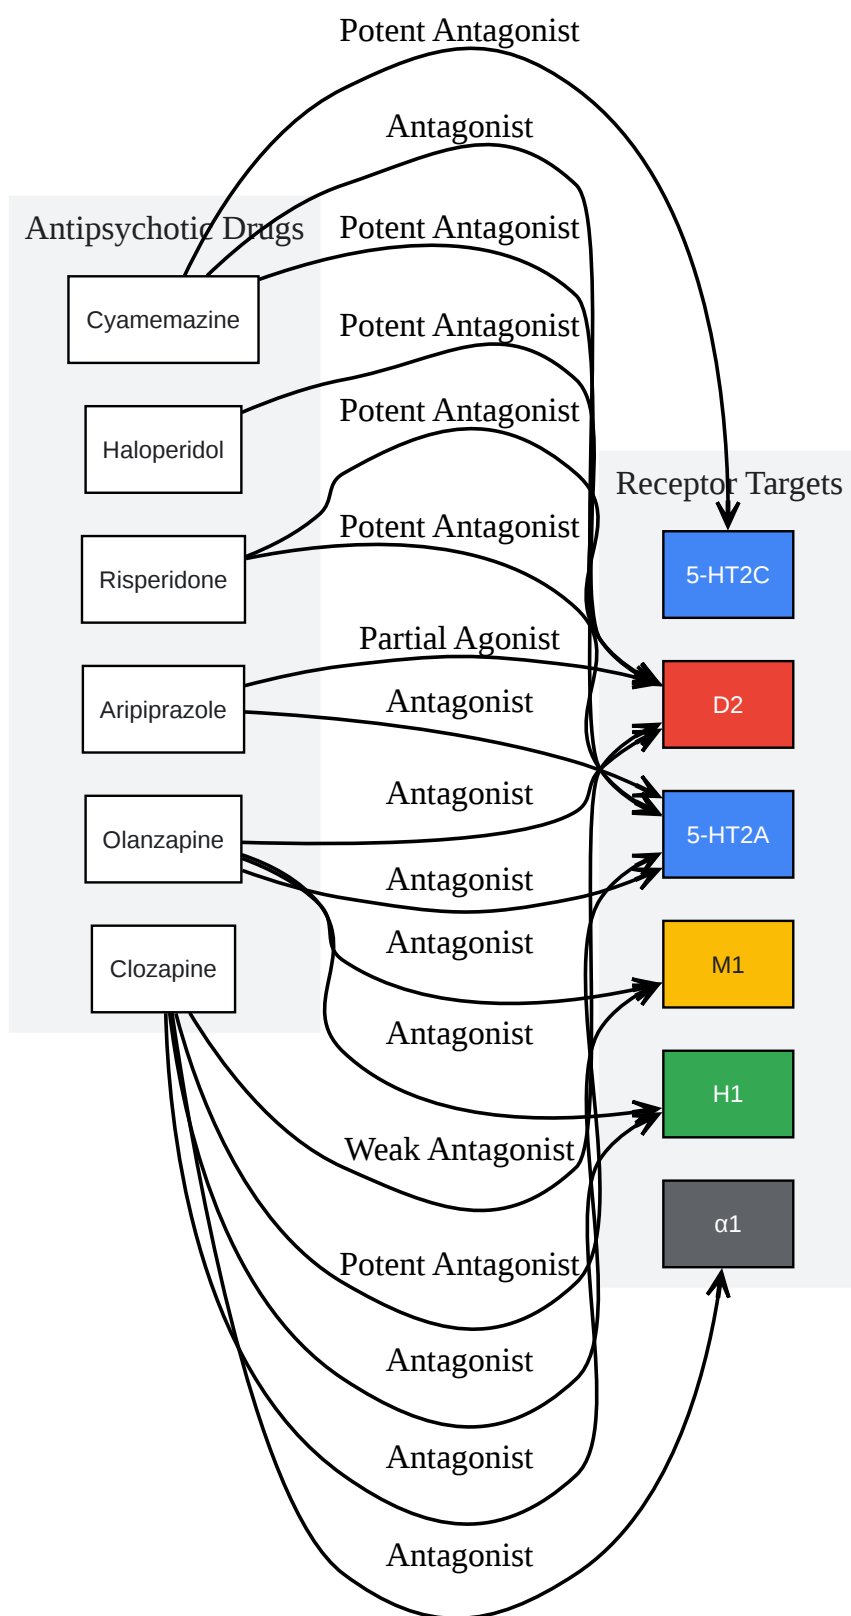 Potent Antagonist
Antagonist
Antipsychotic Drugs
Potent Antagonist
Cyamemazine
Potent Antagonist
Potent Antagonist
Haloperidol
Receptor Targets
Potent Antagonist
5-HT2C
Risperidone
Partial Agonist
Antagonist
D2
Aripiprazole
Antagonist
5-HT2A
Olanzapine
Antagonist
Antagonist
M1
Clozapine
Antagonist
H1
Weak Antagonist
α1
Potent Antagonist
Antagonist
Antagonist
Antagonist